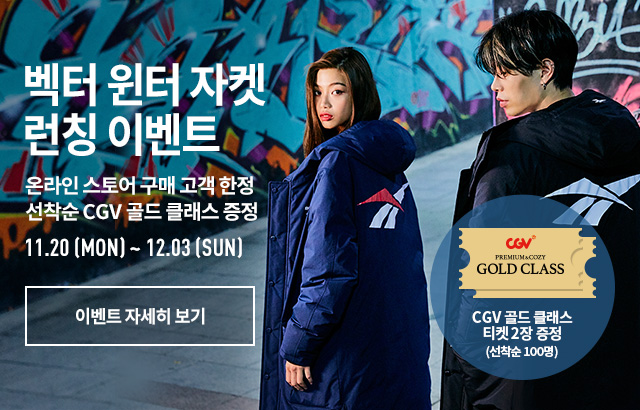 벡터 윈터 자켓
런칭 이벤트
온라인 스토어 구매 고객 한정
선착순 CGV 골드 클래스 증정
11.20 (MON) ~ 12.03 (SUN)
이벤트 자세히 보기
CGV
PREMIUM&COZY
GOLD CLASS
CGV 골드 클래스
티켓 2장 증정
(선착순 100명)